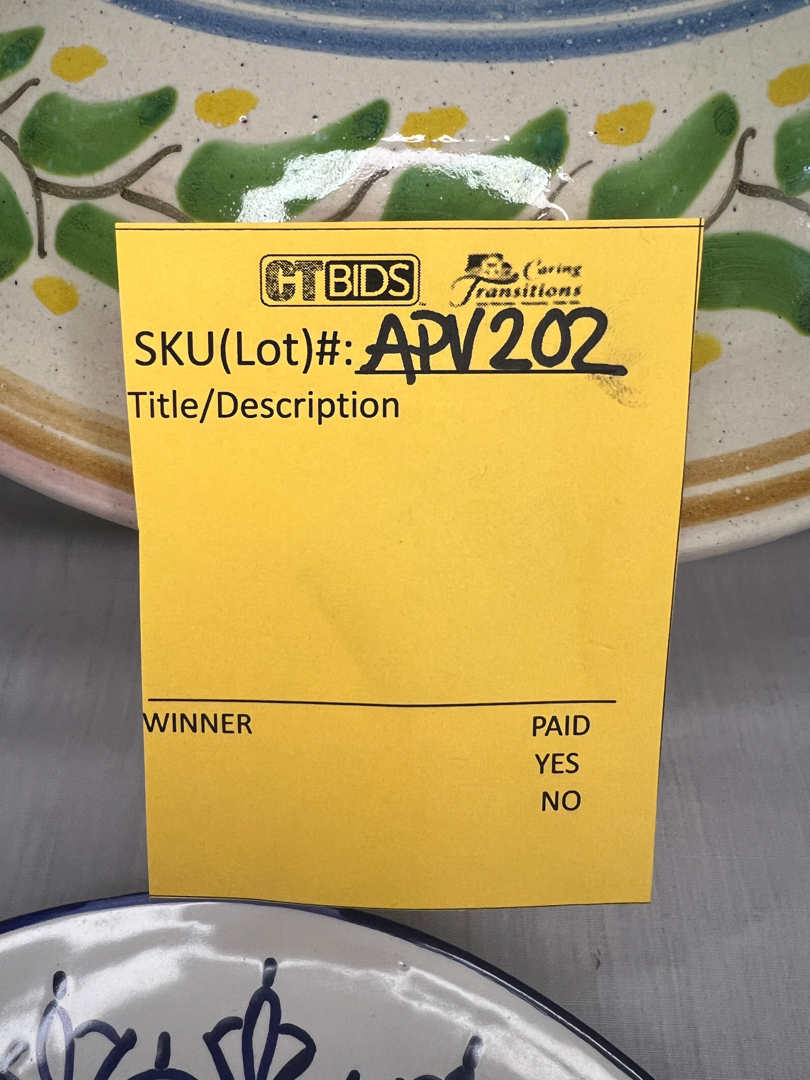 CTBIDS Caring Transitions
SKU(Lot)#: APV202
Title/Description
WINNER PAID
YES
NO